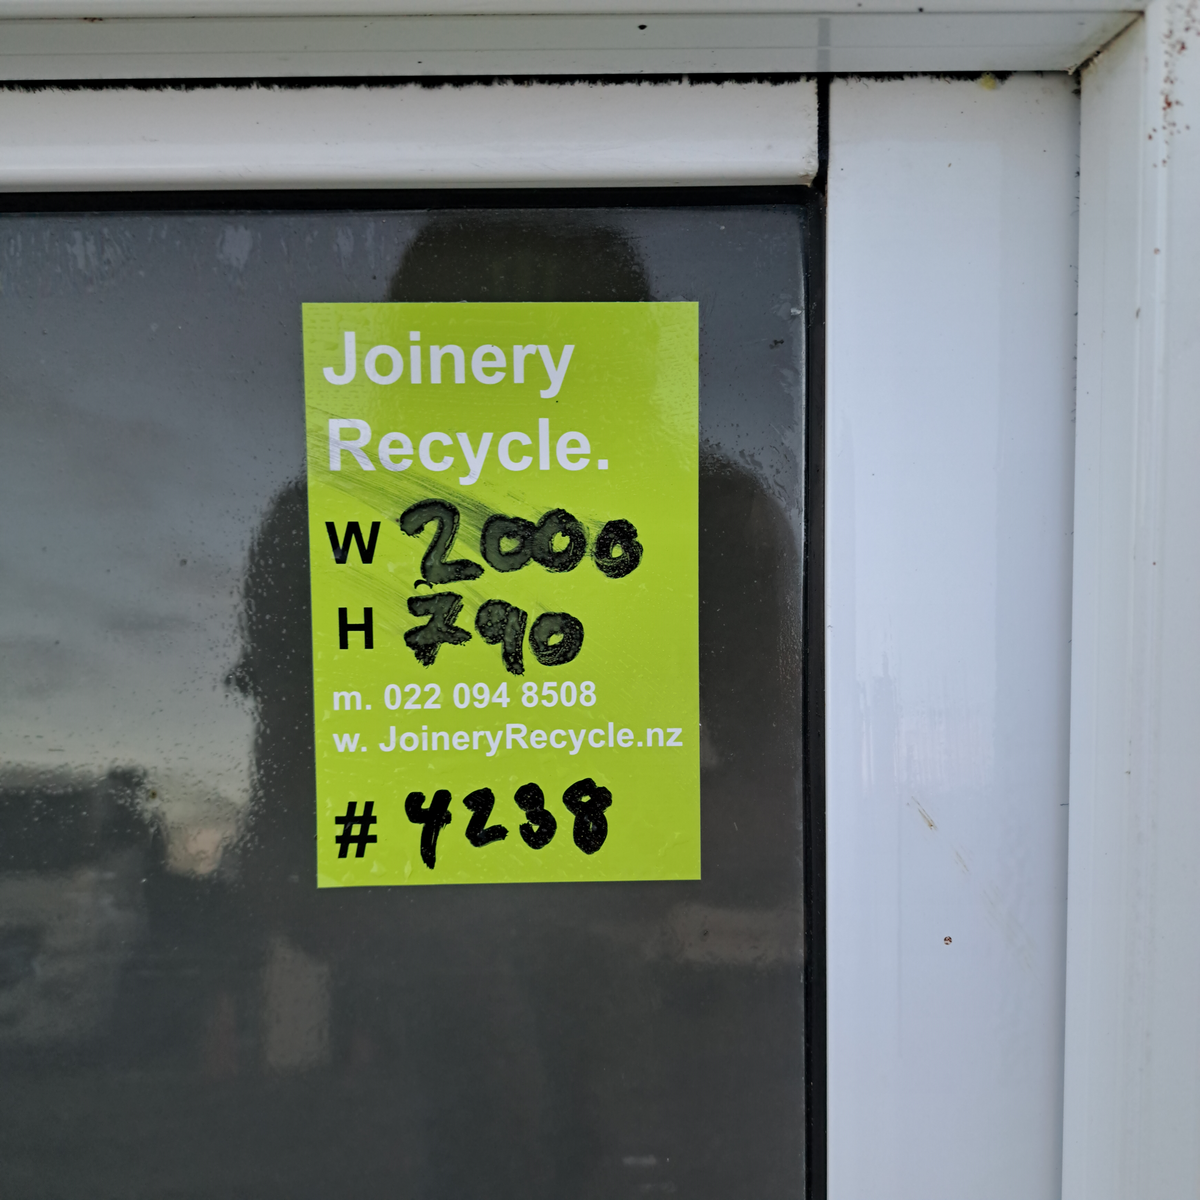 Joinery
Recycle.
W 2000
H 790
m. 022 094 8508
w. JoineryRecycle.nz
# 4238